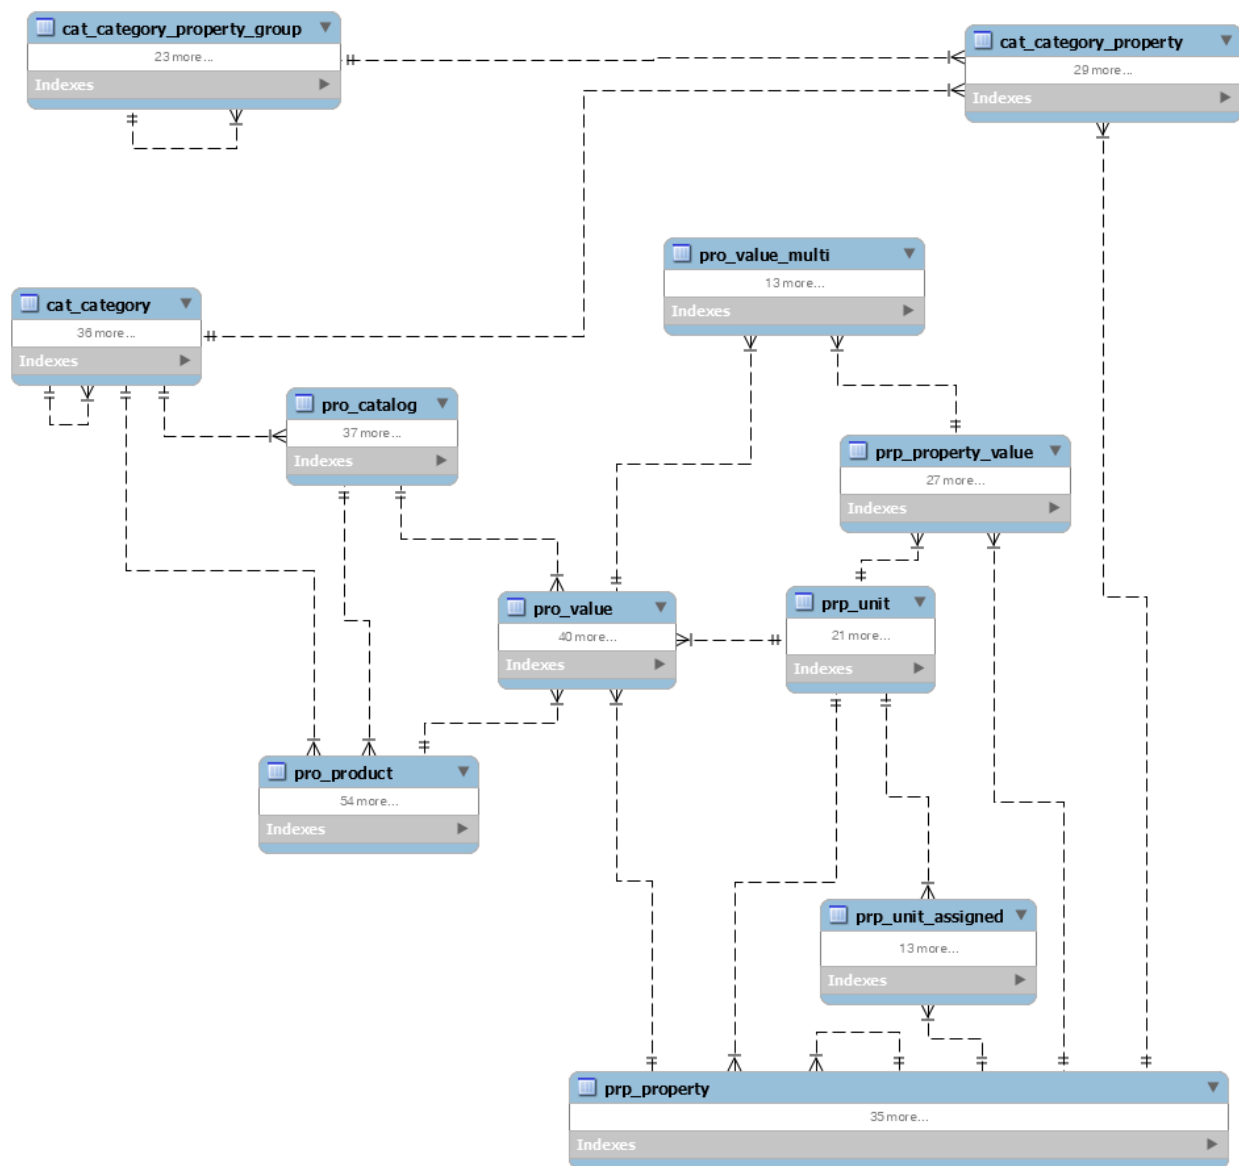 cat_category_property_group
23 more...
Indexes
cat_category_property
29 more...
Indexes
pro_value_multi
13 more...
Indexes
cat_category
36 more...
Indexes
pro_catalog
37 more...
Indexes
prp_property_value
27 more...
Indexes
pro_value
40 more...
Indexes
prp_unit
21 more...
Indexes
pro_product
54 more...
Indexes
prp_unit_assigned
13 more...
Indexes
prp_property
35 more...
Indexes